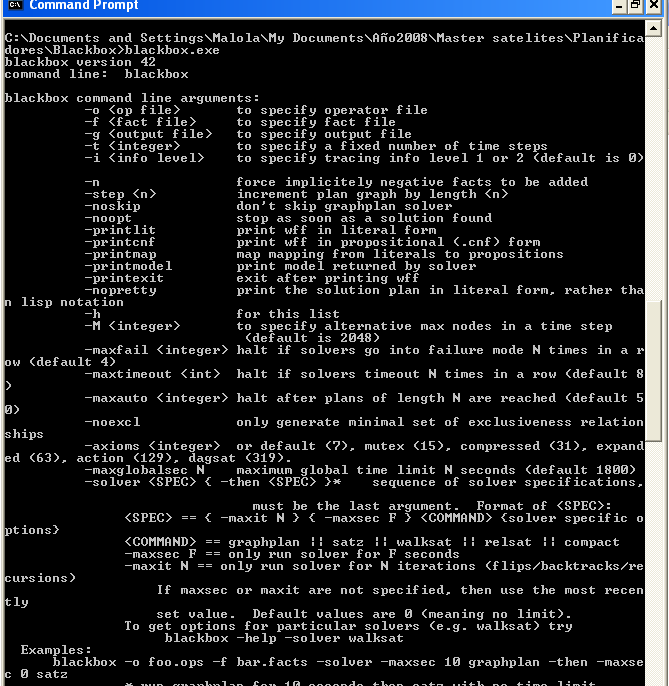 Command Prompt
C:\Documents and Settings\Malola\My Documents\Año2008\Master satelites\Planifica
dores\Blackbox>blackbox.exe
blackbox version 42
command line:  blackbox
blackbox command line arguments:
-o <op file>      to specify operator file
-f <fact file>    to specify fact file
-g <output file>  to specify output file
-t <integer>      to specify a fixed number of time steps
-i <info level>   to specify tracing info level 1 or 2 (default is 0)
-n                force implicitely negative facts to be added
-step <n>         increment plan graph by length <n>
-noskip           don't skip graphplan solver
-noopt            stop as soon as a solution found
-printlit         print wff in literal form
-printcnf         print wff in propositional (.cnf) form
-printmap         map mapping from literals to propositions
-printmodel       print model returned by solver
-printexit        exit after printing wff
-nopretty         print the solution plan in literal form, rather tha
n lisp notation
-h                for this list
-M <integer>      to specify alternative max nodes in a time step
(default is 2048)
-maxfail <integer> halt if solvers go into failure mode N times in a r
ow (default 4)
-maxtimeout <int>  halt if solvers timeout N times in a row (default 8
)
-maxauto <integer> halt after plans of length N are reached (default 5
0)
-noexcl           only generate minimal set of exclusiveness relation
ships
-axioms <integer>  or default (7), mutex (15), compressed (31), expand
ed (63), action (129), dagsat (319).
-maxglobalsec N    maximum global time limit N seconds (default 1800)
-solver <SPEC> { -then <SPEC> }*    sequence of solver specifications,
must be the last argument.  Format of <SPEC>:
<SPEC> == { -maxit N } { -maxsec F } <COMMAND> {solver specific o
ptions}
<COMMAND> == graphplan || satz || walksat || relsat || compact
-maxsec F == only run solver for F seconds
-maxit N == only run solver for N iterations (flips/backtracks/re
cursions)
If maxsec or maxit are not specified, then use the most recen
tly
set value.  Default values are 0 (meaning no limit).
To get options for particular solvers (e.g. walksat) try
blackbox -help -solver walksat
Examples:
blackbox -o foo.ops -f bar.facts -solver -maxsec 10 graphplan -then -maxse
c 0 satz
* run graphplan for 10 seconds then satz with no time limit